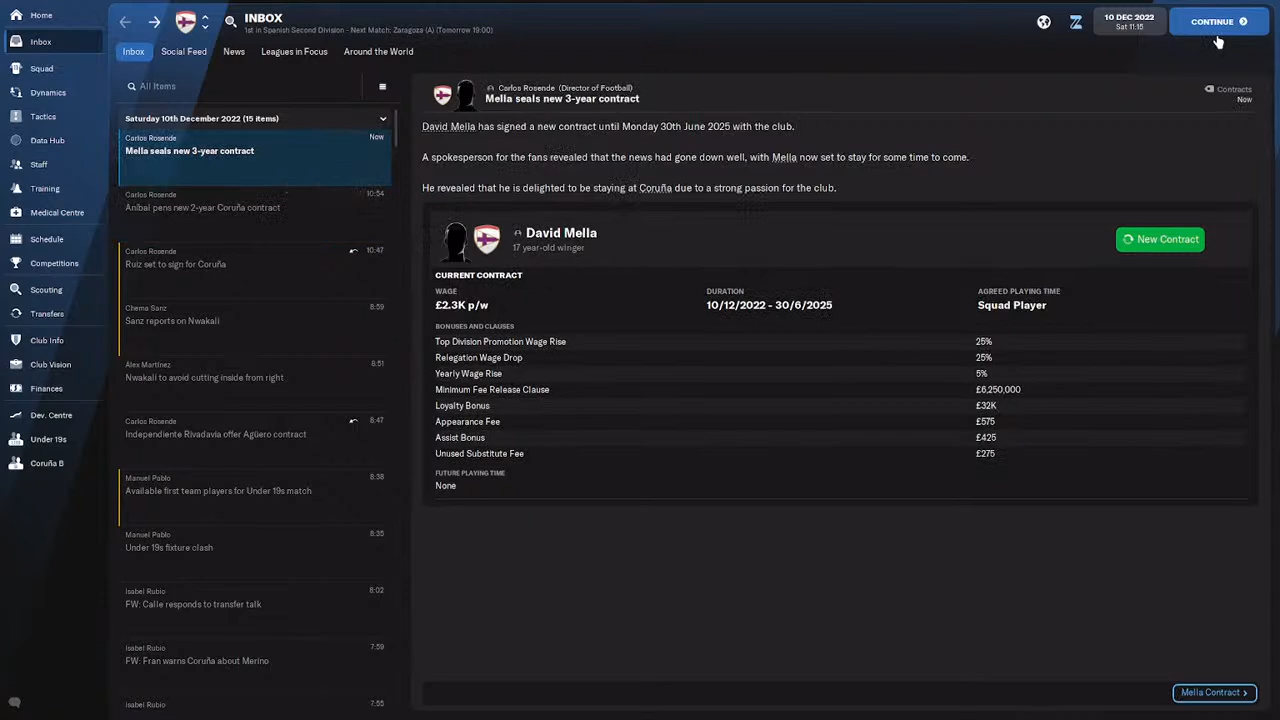 Home
INBOX
1st in Spanish Second Division - Next Match: Zaragoza (A) (Tomorrow 19:00)
10 DEC 2022
Sat 11:15
CONTINUE
Inbox
Social Feed
News
Leagues in Focus
Around the World
Inbox
Squad
Dynamics
Tactics
Data Hub
Staff
Training
Medical Centre
Schedule
Competitions
Scouting
Transfers
Club Info
Club Vision
Finances
Dev. Centre
Under 19s
Coruña B
All Items
Saturday 10th December 2022 (15 items)
Carlos Rosende
Now
Mella seals new 3-year contract
Carlos Rosende
10:54
Aníbal pens new 2-year Coruña contract
Carlos Rosende
10:47
Ruiz set to sign for Coruña
Chema Sanz
8:59
Sanz reports on Nwakali
Álex Martínez
8:51
Nwakali to avoid cutting inside from right
Carlos Rosende
8:47
Independiente Rivadavia offer Agüero contract
Manuel Pablo
8:38
Available first team players for Under 19s match
Manuel Pablo
8:35
Under 19s fixture clash
Isabel Rubio
8:02
FW: Calle responds to transfer talk
Isabel Rubio
7:59
FW: Fran warns Coruña about Merino
Isabel Rubio
7:55
Carlos Rosende (Director of Football)
Mella seals new 3-year contract
Contracts
Now
David Mella has signed a new contract until Monday 30th June 2025 with the club.
A spokesperson for the fans revealed that the news had gone down well, with Mella now set to stay for some time to come.
He revealed that he is delighted to be staying at Coruña due to a strong passion for the club.
David Mella
17 year-old winger
New Contract
CURRENT CONTRACT
WAGE
DURATION
AGREED PLAYING TIME
£2.3K p/w
10/12/2022 - 30/6/2025
Squad Player
BONUSES AND CLAUSES
Top Division Promotion Wage Rise 25%
Relegation Wage Drop 25%
Yearly Wage Rise 5%
Minimum Fee Release Clause £6,250,000
Loyalty Bonus £32K
Appearance Fee £575
Assist Bonus £425
Unused Substitute Fee £275
FUTURE PLAYING TIME
None
Mella Contract